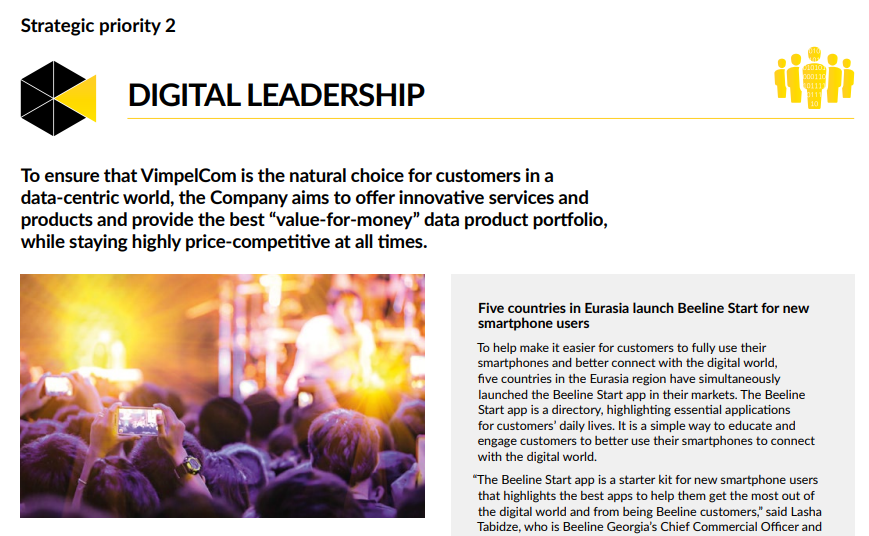 Strategic priority 2
DIGITAL LEADERSHIP
To ensure that VimpelCom is the natural choice for customers in a
data-centric world, the Company aims to offer innovative services and
products and provide the best “value-for-money” data product portfolio,
while staying highly price-competitive at all times.
Five countries in Eurasia launch Beeline Start for new
smartphone users
To help make it easier for customers to fully use their
smartphones and better connect with the digital world,
five countries in the Eurasia region have simultaneously
launched the Beeline Start app in their markets. The Beeline
Start app is a directory, highlighting essential applications
for customers’ daily lives. It is a simple way to educate and
engage customers to better use their smartphones to connect
with the digital world.
“The Beeline Start app is a starter kit for new smartphone users
that highlights the best apps to help them get the most out of
the digital world and from being Beeline customers,” said Lasha
Tabidze, who is Beeline Georgia’s Chief Commercial Officer and